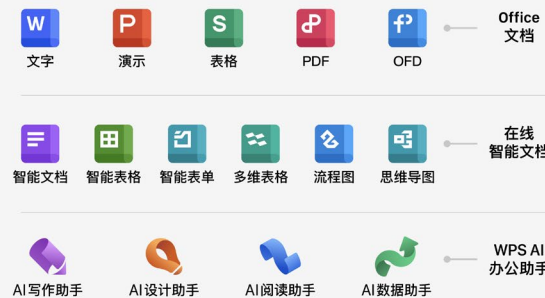 W P S P f
文字 演示 表格 PDF OFD
Office
文档
智能文档 智能表格 智能表单 多维表格 流程图 思维导图
在线
智能文档
AI写作助手 AI设计助手 AI阅读助手 AI数据助手
WPS AI
办公助手